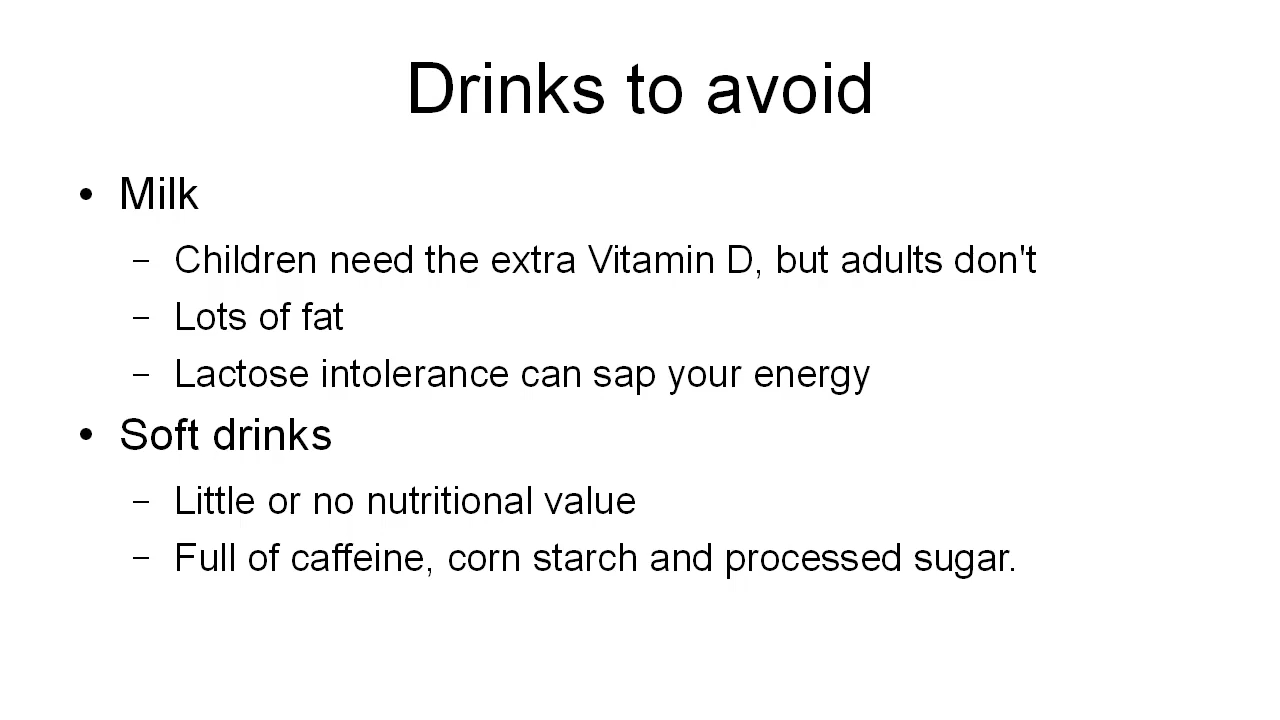 Drinks to avoid
• Milk
– Children need the extra Vitamin D, but adults don't
– Lots of fat
– Lactose intolerance can sap your energy
• Soft drinks
– Little or no nutritional value
– Full of caffeine, corn starch and processed sugar.